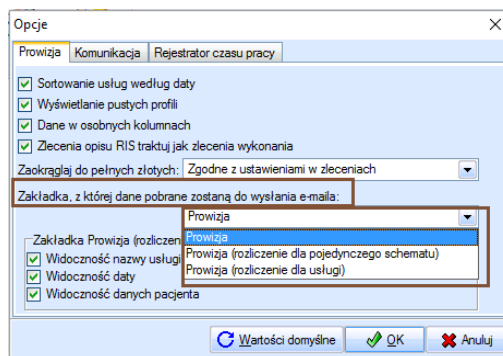 Opcje
Prowizja Komunikacja Rejestrator czasu pracy
Sortowanie usług według daty
Wyświetlanie pustych profili
Dane w osobnych kolumnach
Zlecenia opisu RIS traktuj jak zlecenia wykonania
Zaokrąglaj do pełnych złotych: Zgodne z ustawieniami w zleceniach
Zakładka, z której dane pobrane zostaną do wysłania e-maila:
Prowizja
Prowizja
Prowizja (rozliczenie dla pojedynczego schematu)
Prowizja (rozliczenie dla usługi)
Zakładka Prowizja (rozliczen
Widoczność nazwy usługi
Widoczność daty
Widoczność danych pacjenta
Wartości domyślne OK Anuluj